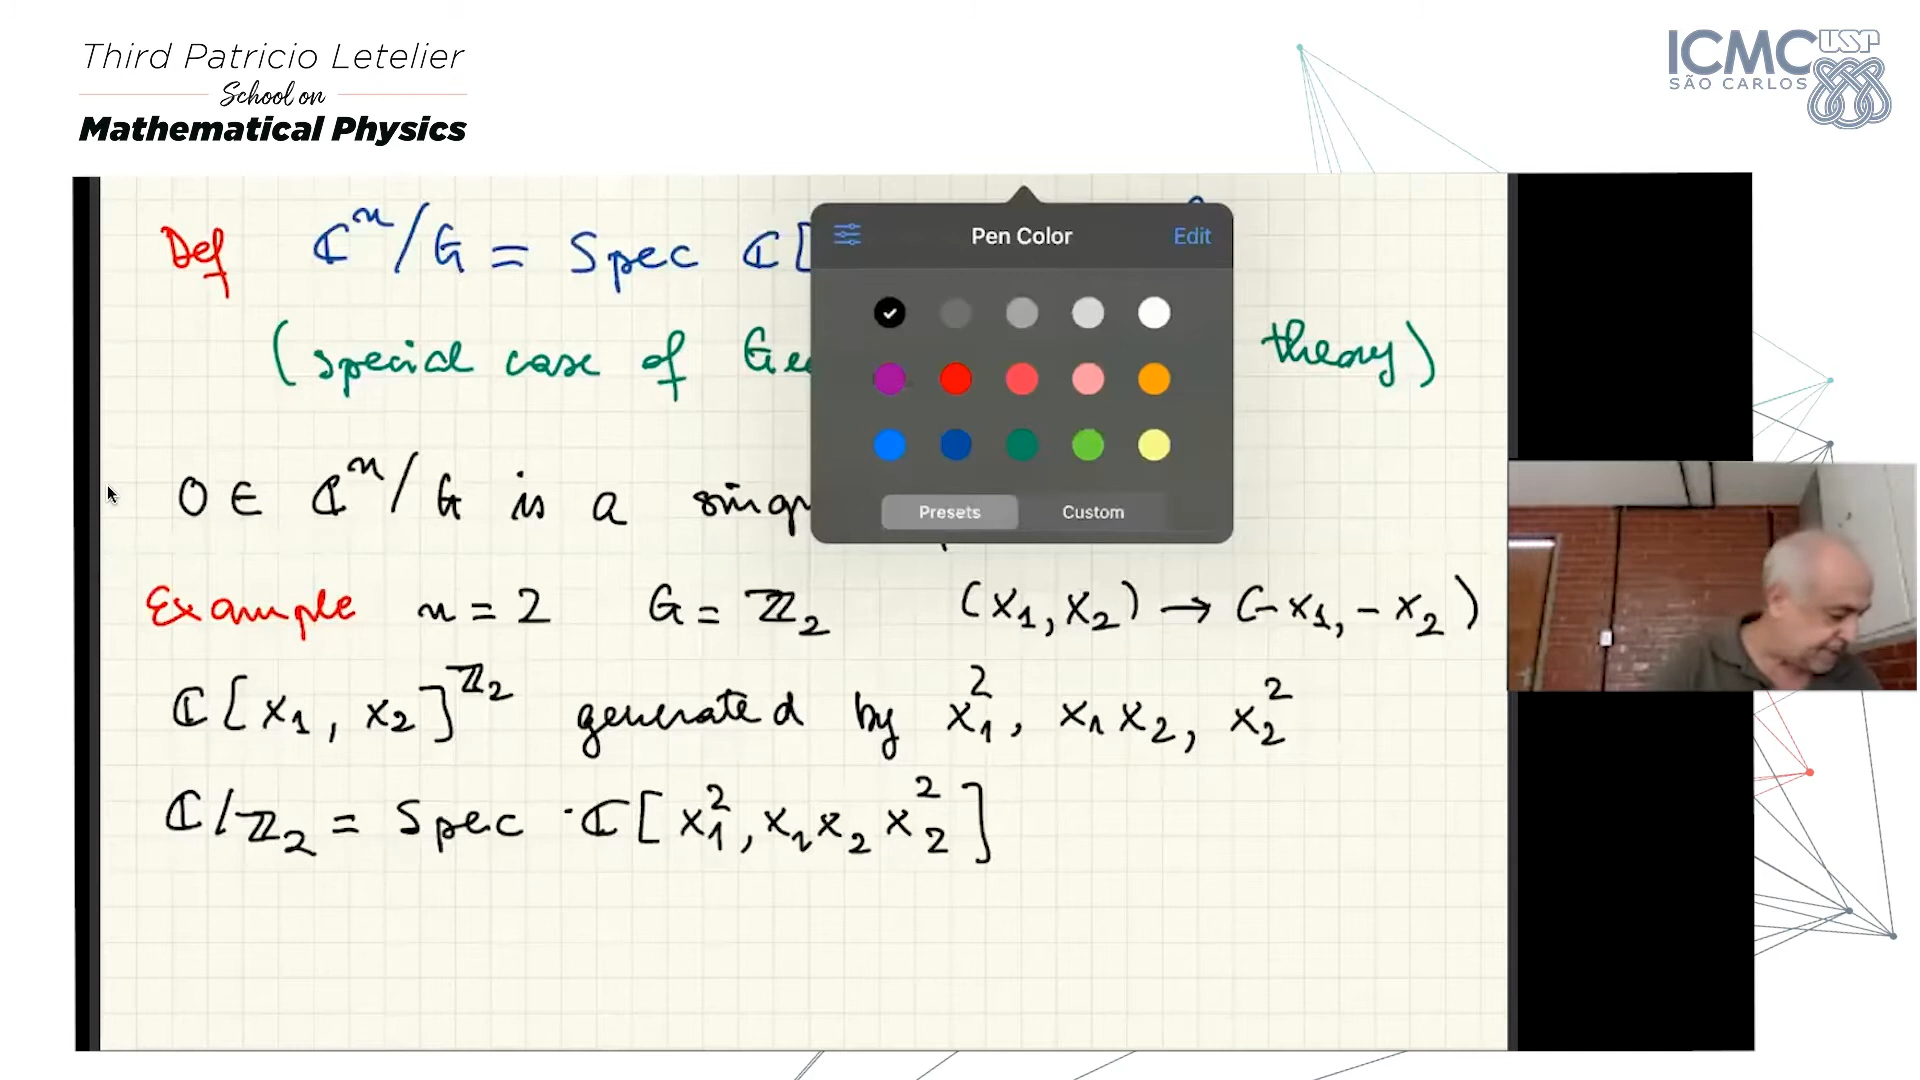 Third Patricio Letelier
School on
Mathematical Physics
ICMC USP
SÃO CARLOS
Def ℂⁿ/G = Spec ℂ[
(special case of theory)
0 ∈ ℂⁿ/G is a
Pen Color
Edit
Presets
Custom
Example n = 2 G = ℤ₂ (x₁, x₂) → (-x₁, -x₂)
ℂ[x₁, x₂]^ℤ₂ generated by x₁², x₁x₂, x₂²
ℂ/ℤ₂ = Spec ·ℂ[x₁², x₁x₂ x₂²]